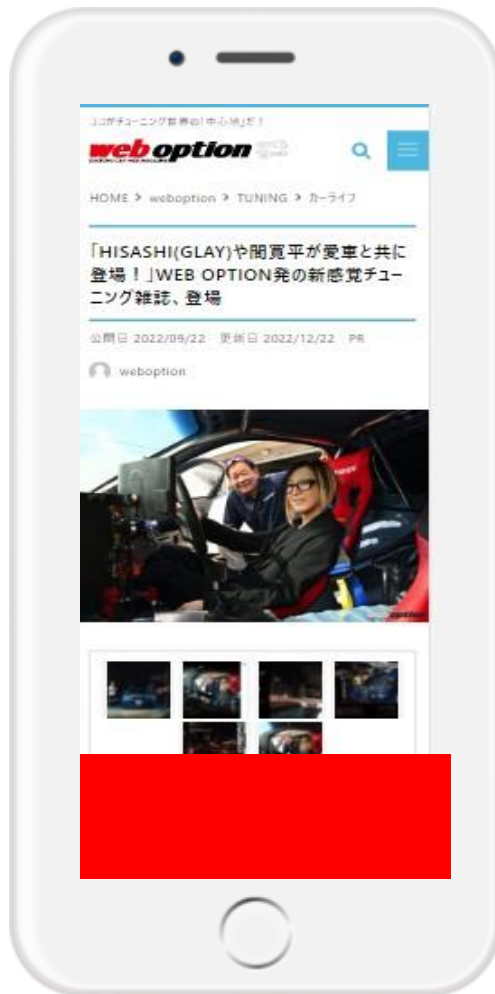 ココがチューニング世界の「中心地」だ！
web option
HOME > weboption > TUNING > カーライフ
「HISASHI(GLAY)や間寛平が愛車と共に
登場！」WEB OPTION発の新感覚チュー
ニング雑誌、登場
公開日 2022/09/22 更新日 2022/12/22 PR
weboption
option